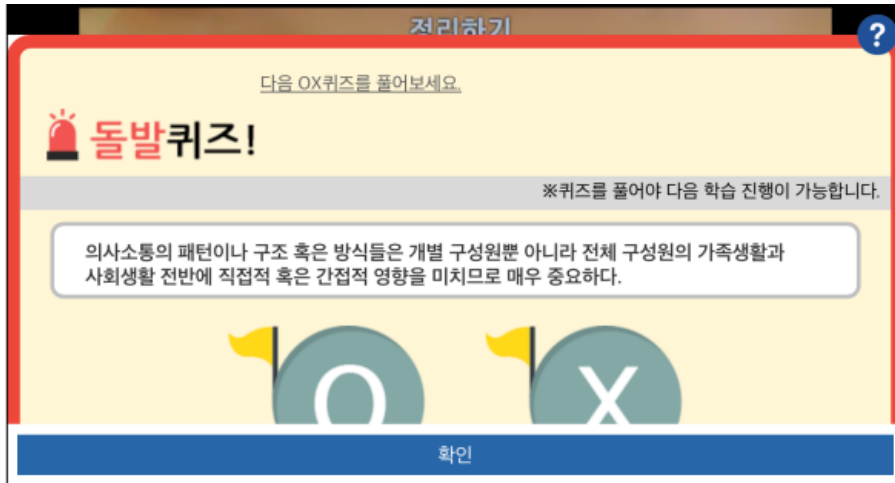 정리하기
?
다음 OX퀴즈를 풀어보세요.
돌발퀴즈!
※퀴즈를 풀어야 다음 학습 진행이 가능합니다.
의사소통의 패턴이나 구조 혹은 방식들은 개별 구성원뿐 아니라 전체 구성원의 가족생활과
사회생활 전반에 직접적 혹은 간접적 영향을 미치므로 매우 중요하다.
O X
확인